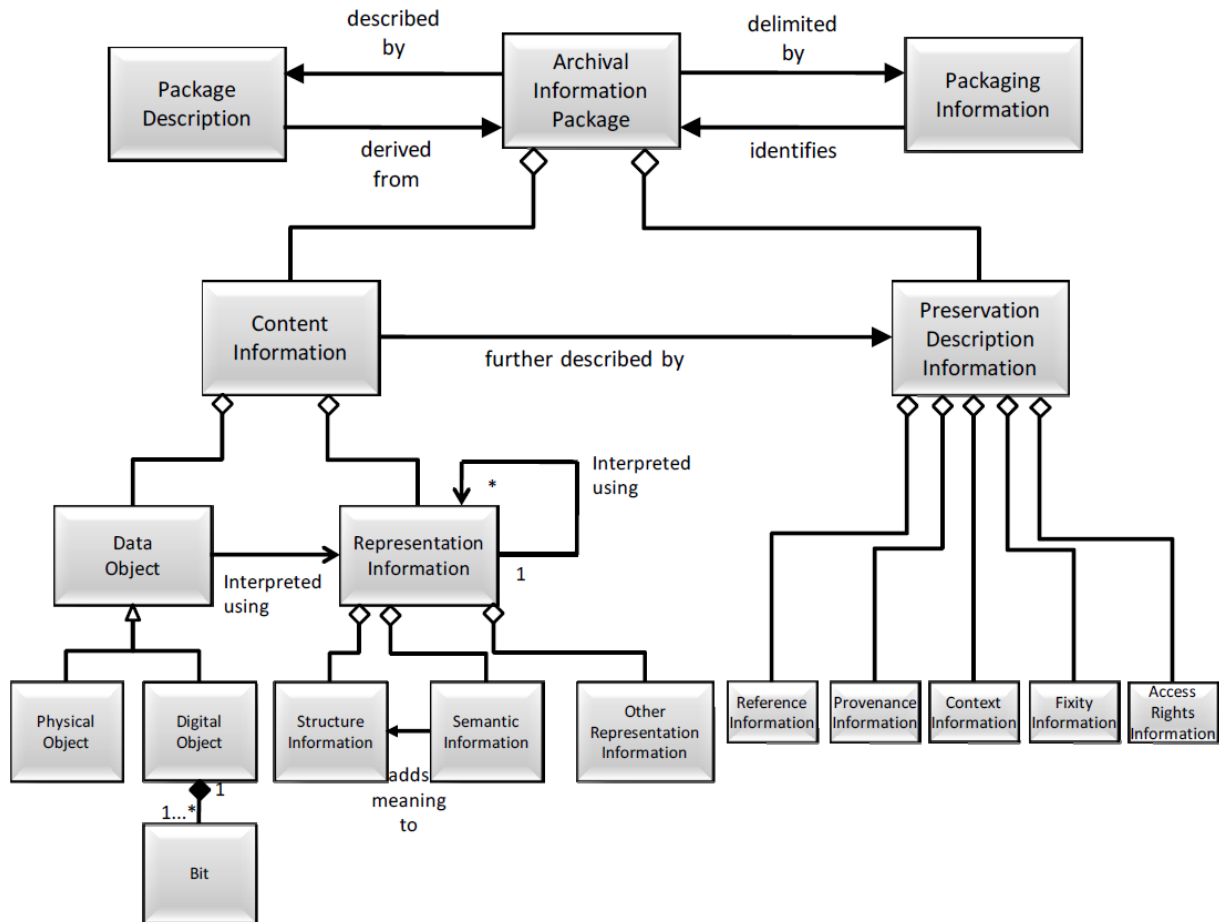 described
by
delimited
by
Package
Description
Archival
Information
Package
Packaging
Information
derived
from
identifies
Content
Information
further described by
Preservation
Description
Information
Interpreted
using
*
Data
Object
Interpreted
using
Representation
Information
1
Physical
Object
Digital
Object
Structure
Information
Semantic
Information
Other
Representation
Information
Reference
Information
Provenance
Information
Context
Information
Fixity
Information
Access
Rights
Information
adds
meaning
to
1
1...*
Bit